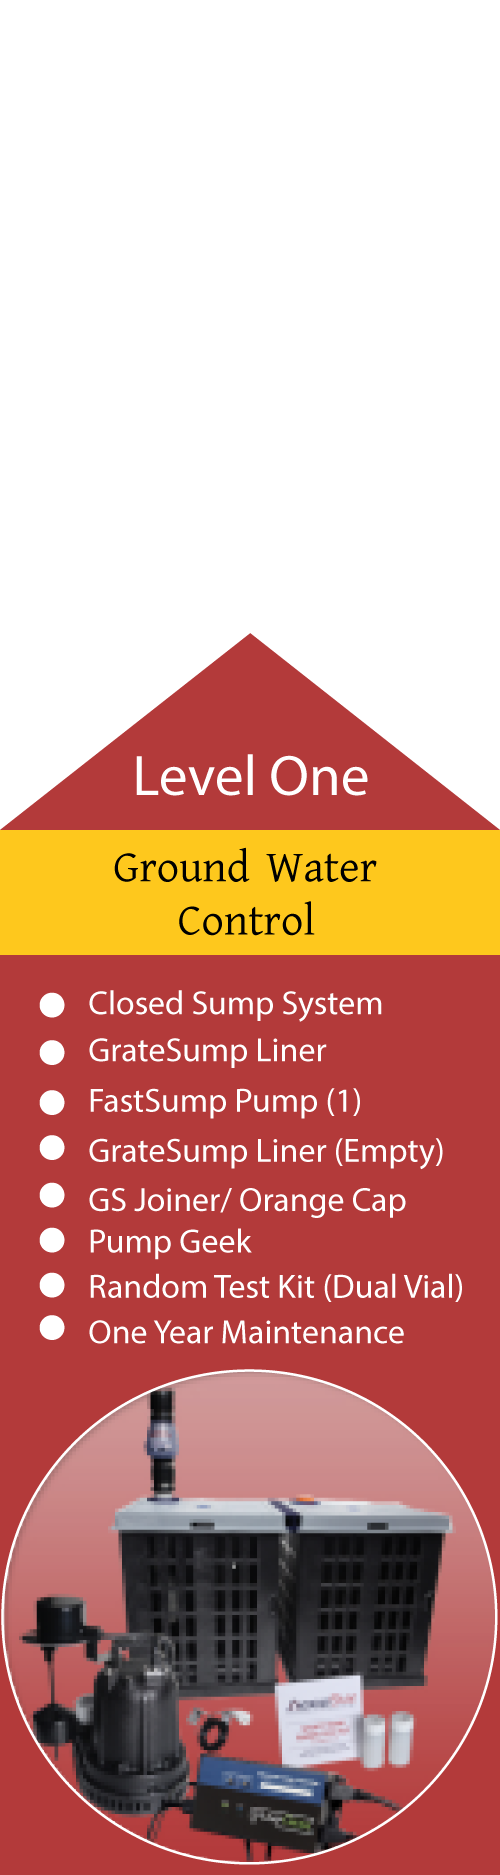 Level One
Ground Water
Control
Closed Sump System
GrateSump Liner
FastSump Pump (1)
GrateSump Liner (Empty)
GS Joiner/ Orange Cap
Pump Geek
Random Test Kit (Dual Vial)
One Year Maintenance